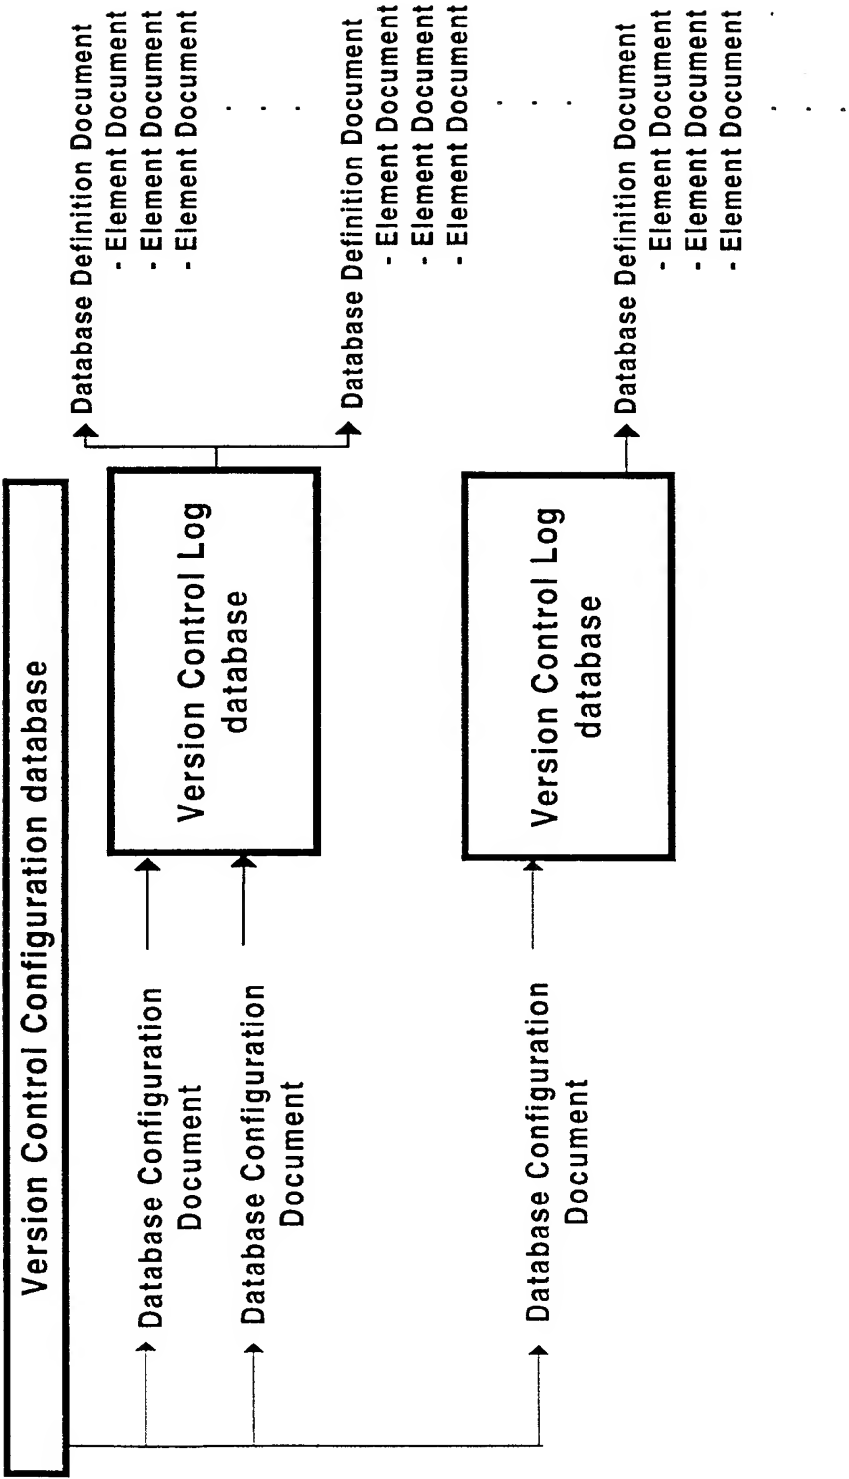 Version Control Configuration database
Database Configuration
Document
Database Configuration
Document
Database Configuration
Document
Version Control Log
database
Version Control Log
database
Database Definition Document
- Element Document
- Element Document
- Element Document
. . .
Database Definition Document
- Element Document
- Element Document
- Element Document
. . .
Database Definition Document
- Element Document
- Element Document
- Element Document
. . .